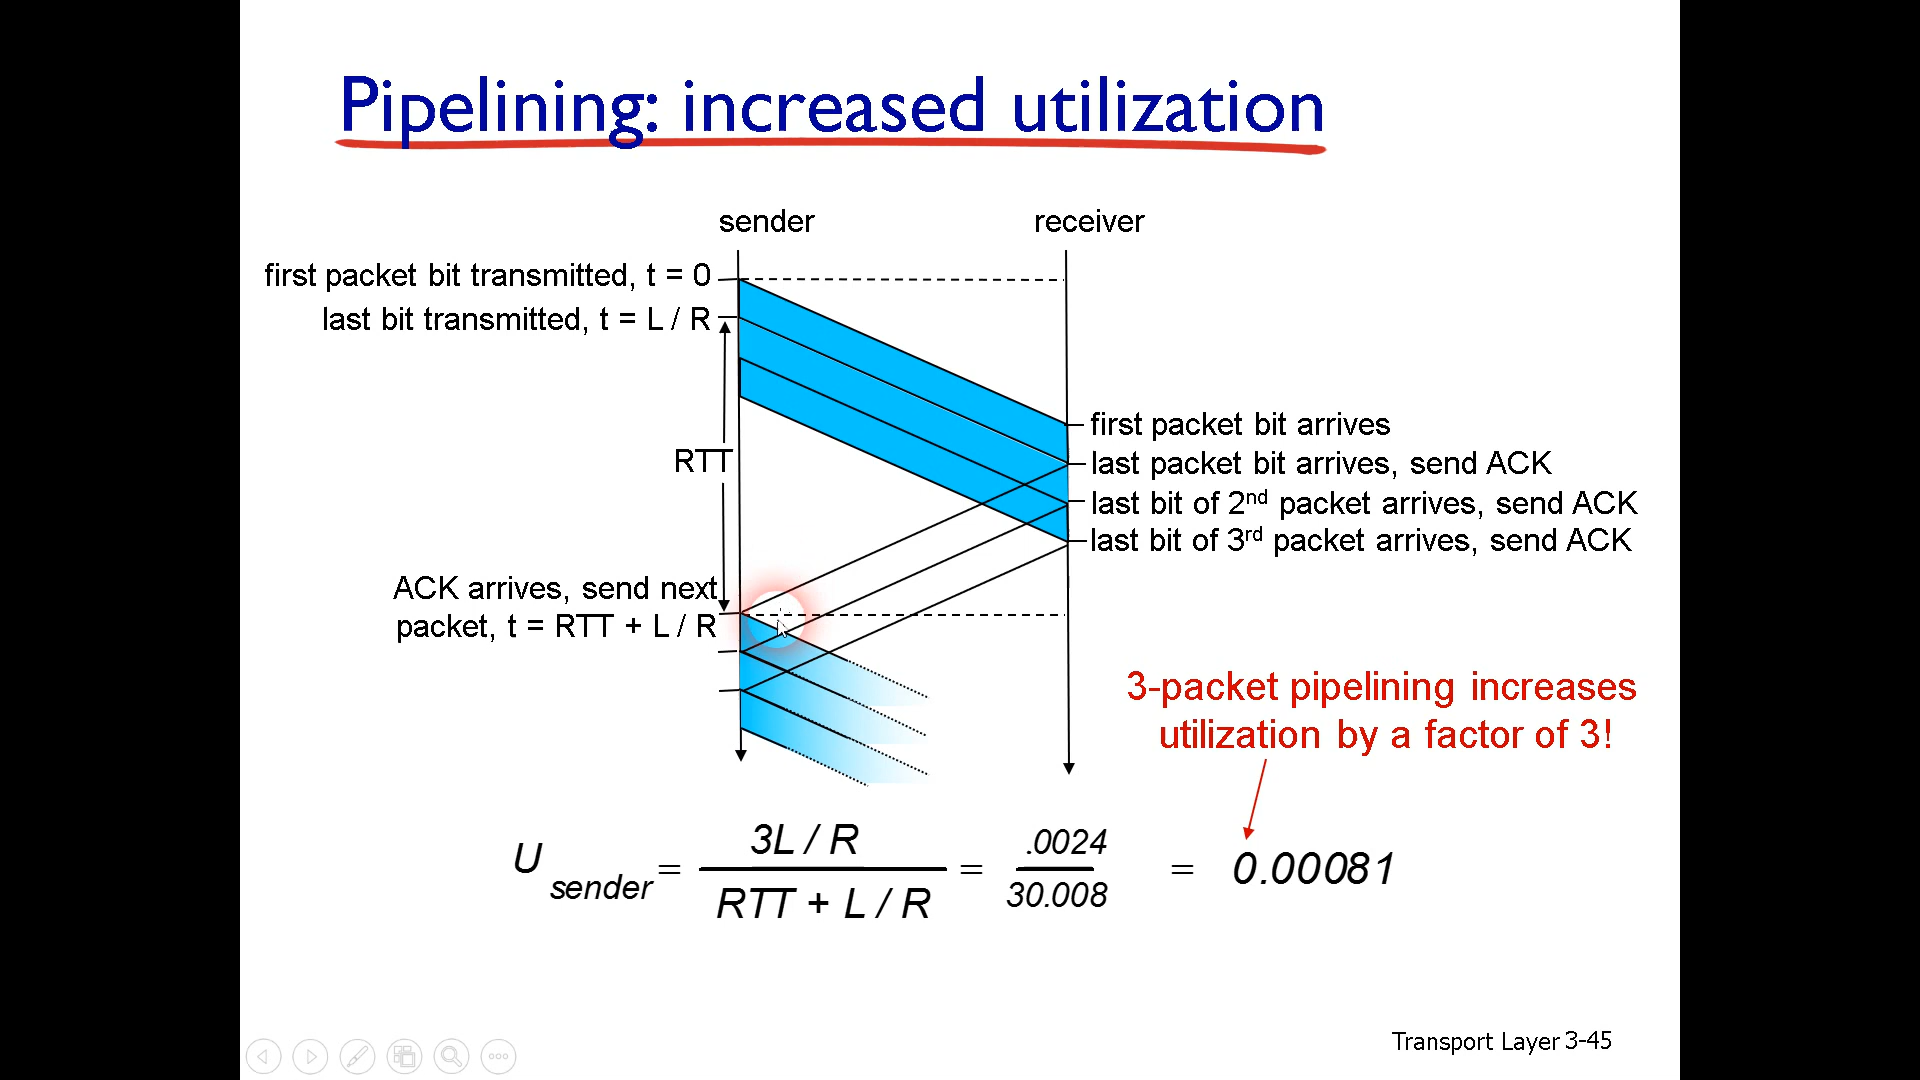 Pipelining: increased utilization
sender
receiver
first packet bit transmitted, t = 0
last bit transmitted, t = L / R
RTT
first packet bit arrives
last packet bit arrives, send ACK
last bit of 2nd packet arrives, send ACK
last bit of 3rd packet arrives, send ACK
ACK arrives, send next
packet, t = RTT + L / R
3-packet pipelining increases
utilization by a factor of 3!
U sender = 3L / R / RTT + L / R = .0024 / 30.008 = 0.00081
Transport Layer 3-45